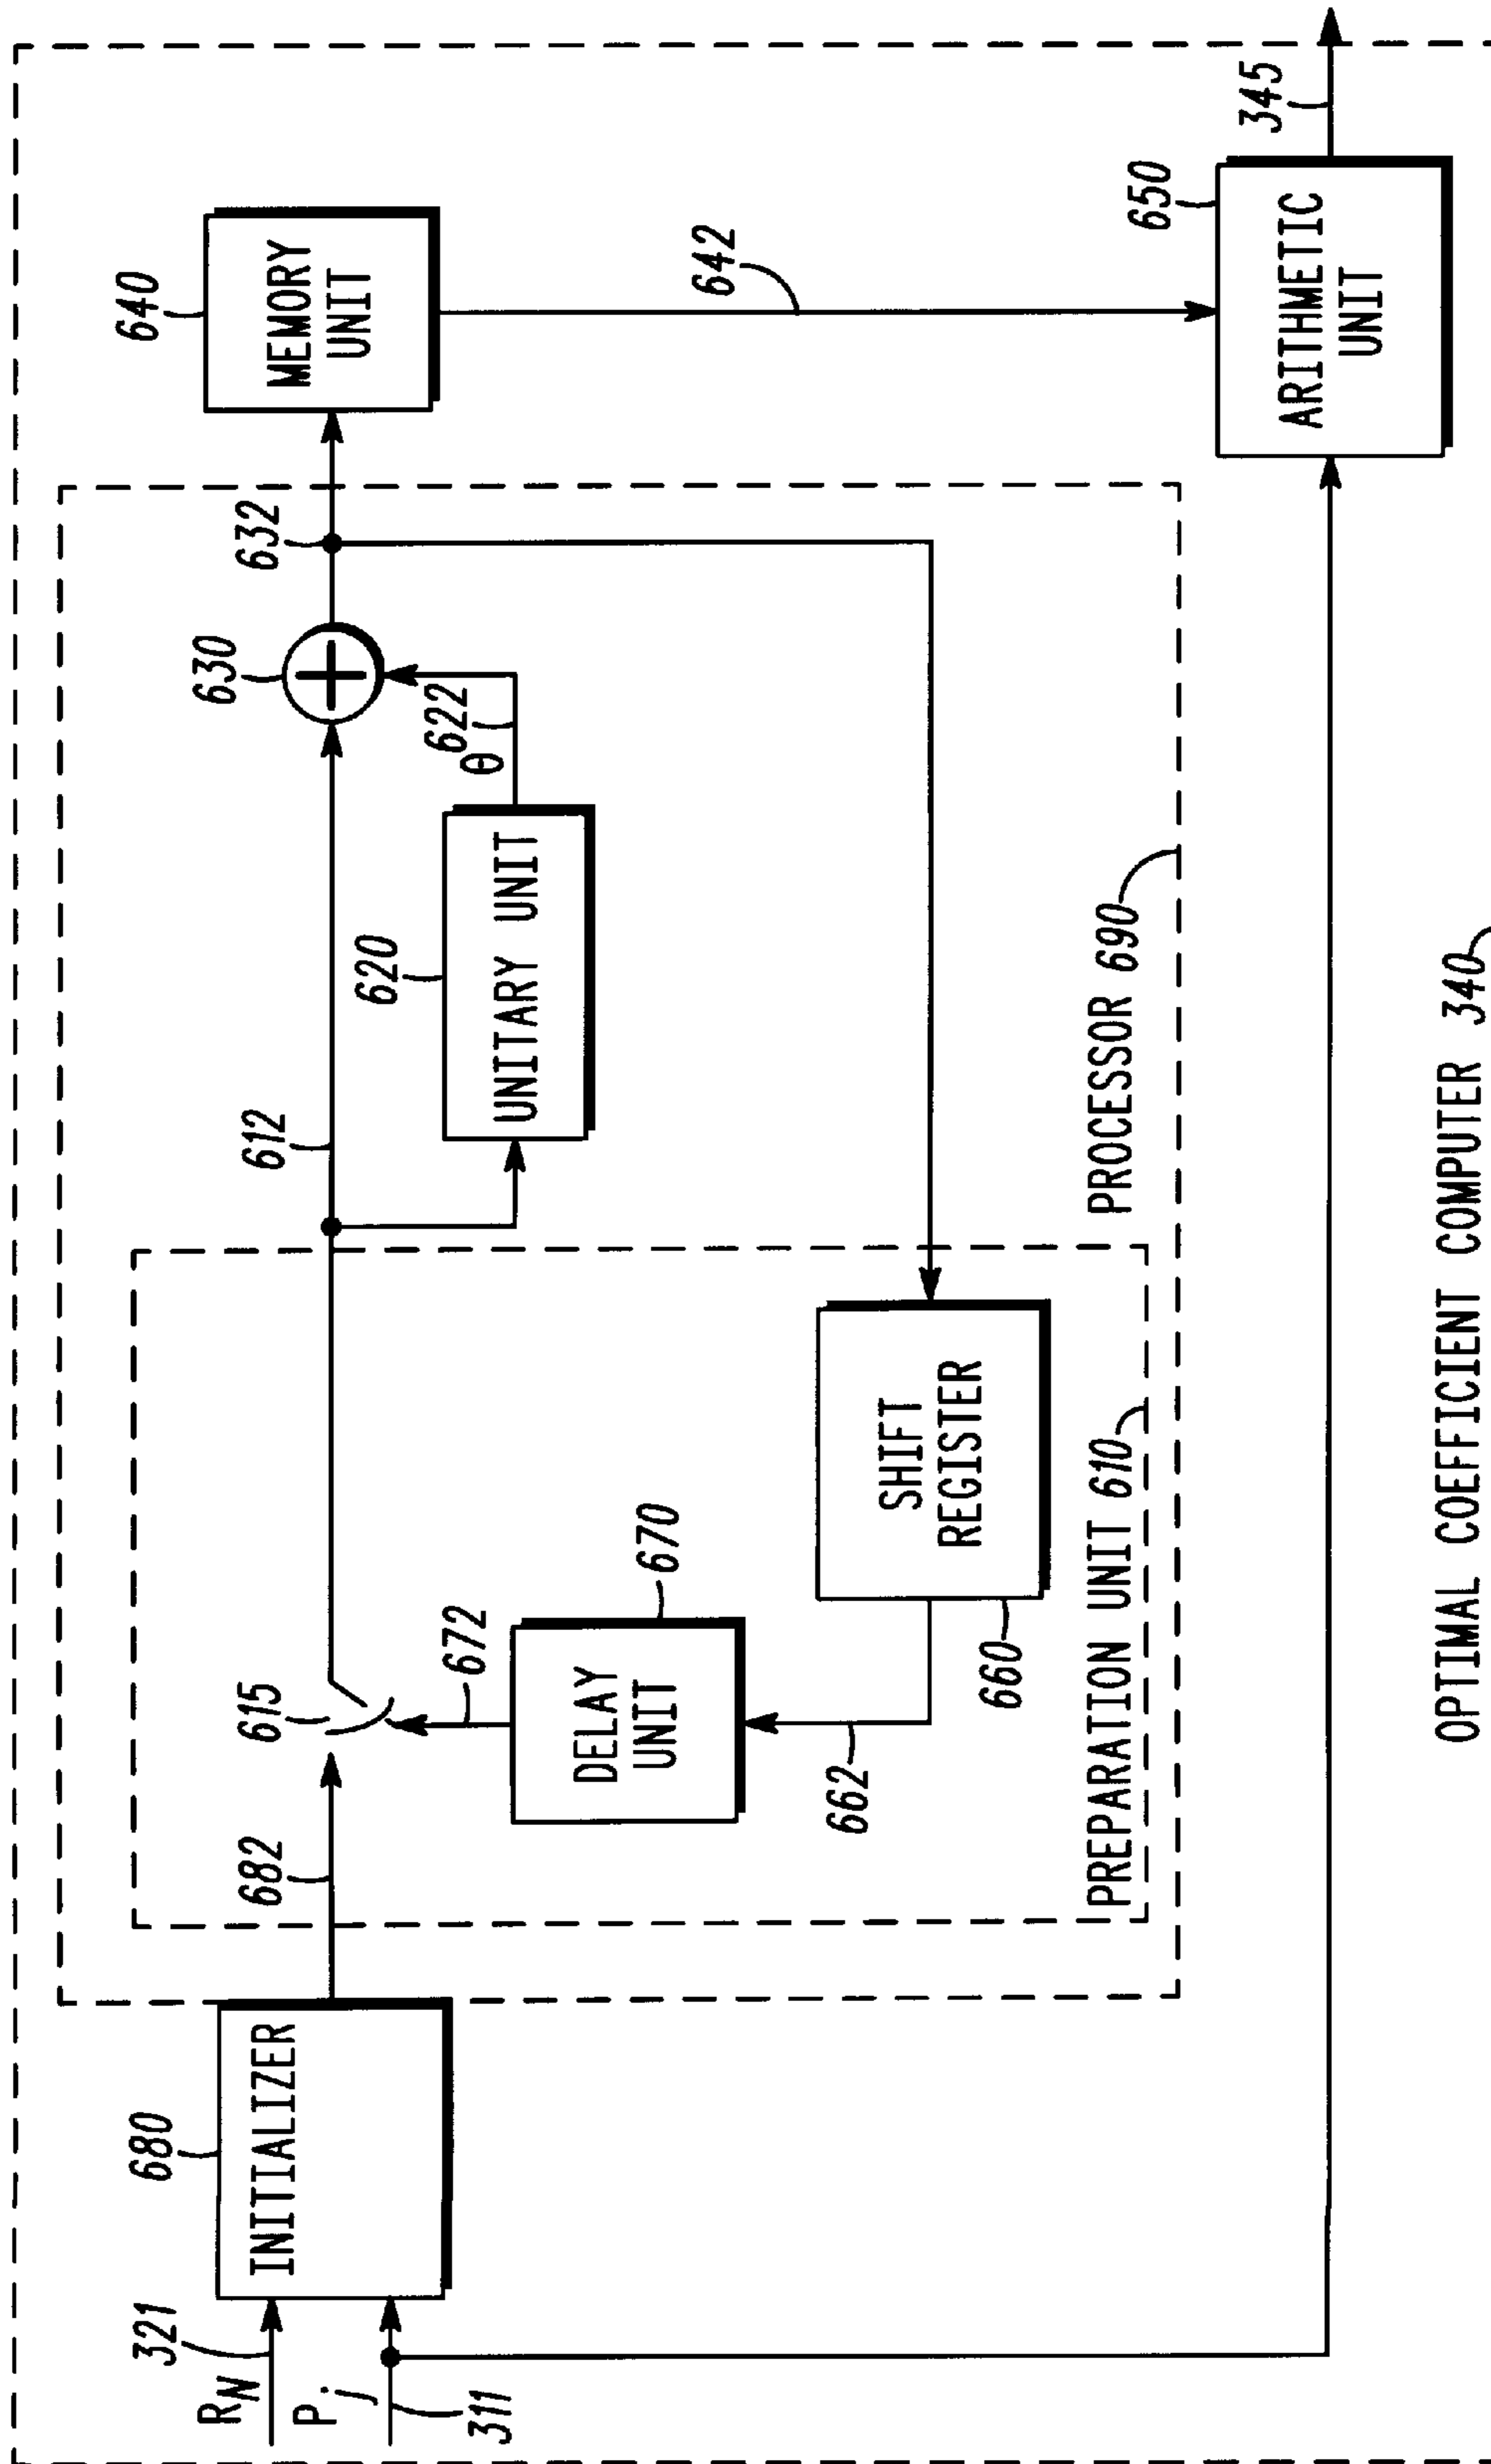 321
R_N
P_j
311
680
INITIALIZER
682
615
672
DELAY
UNIT
670
662
660
SHIFT
REGISTER
PREPARATION UNIT 610
612
620
UNITARY UNIT
θ
622
630
632
PROCESSOR 690
640
MEMORY
UNIT
642
650
ARITHMETIC
UNIT
345
OPTIMAL COEFFICIENT COMPUTER 340